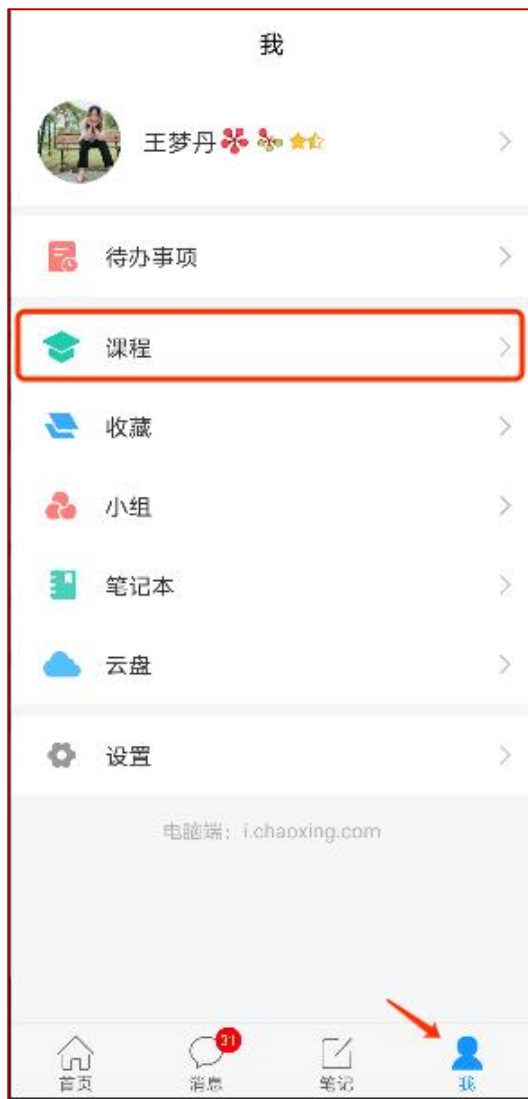 我
王梦丹
待办事项
课程
收藏
小组
笔记本
云盘
设置
电脑端：i.chaoxing.com
31
首页
消息
笔记
我